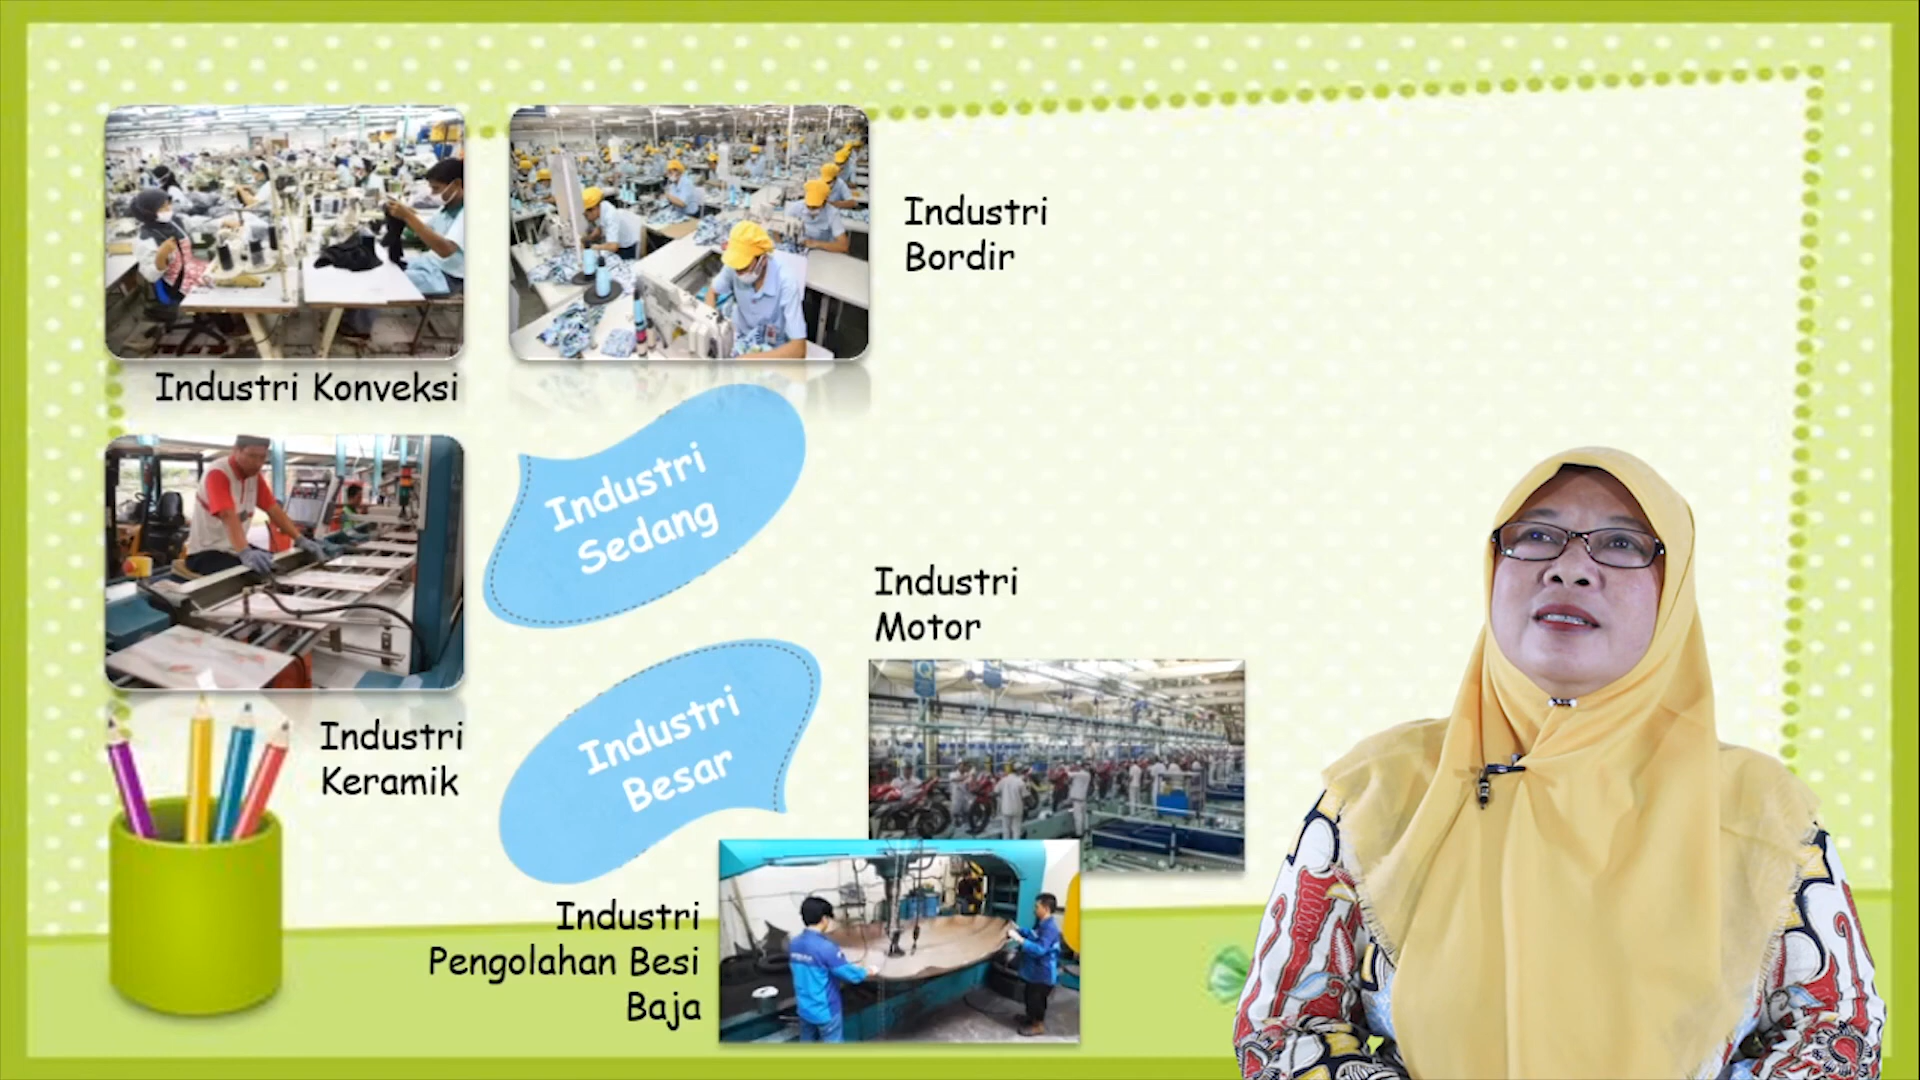 Industri
Bordir
Industri Konveksi
Industri
Sedang
Industri
Keramik
Industri
Motor
Industri
Besar
Industri
Pengolahan Besi
Baja